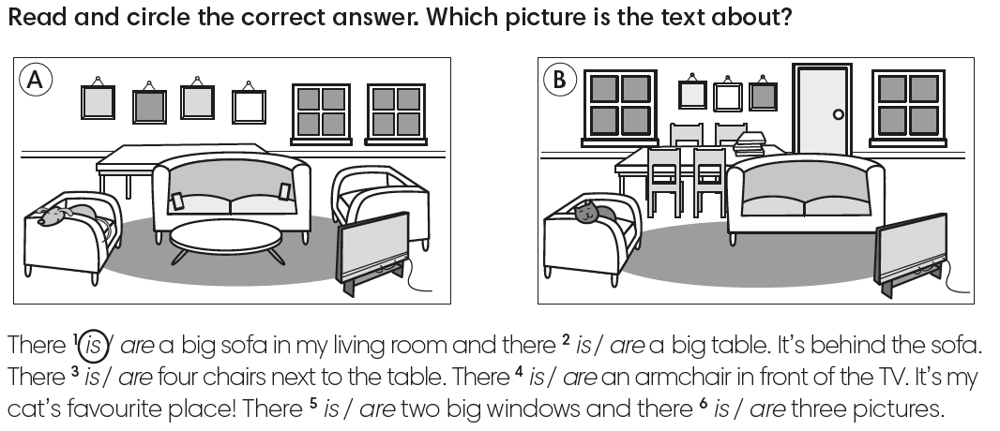 Read and circle the correct answer. Which picture is the text about?
A
B
There 1 is / are a big sofa in my living room and there 2 is / are a big table. It's behind the sofa.
There 3 is / are four chairs next to the table. There 4 is / are an armchair in front of the TV. It's my
cat's favourite place! There 5 is / are two big windows and there 6 is / are three pictures.